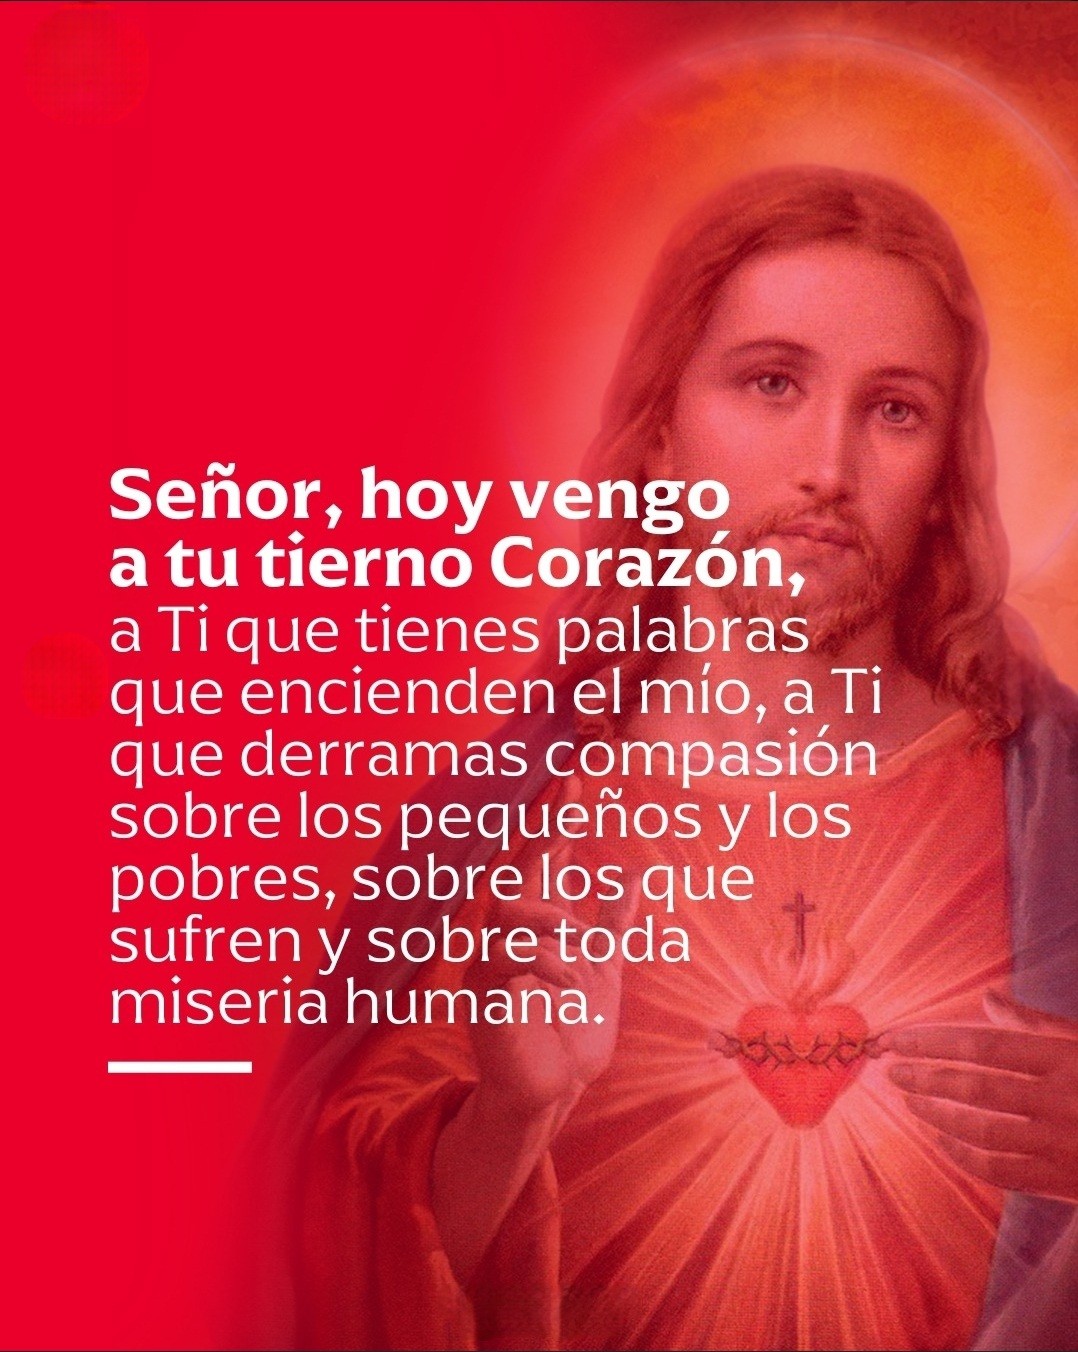 Señor, hoy vengo
a tu tierno Corazón,
a Ti que tienes palabras
que encienden el mío, a Ti
que derramas compasión
sobre los pequeños y los
pobres, sobre los que
sufren y sobre toda
miseria humana.